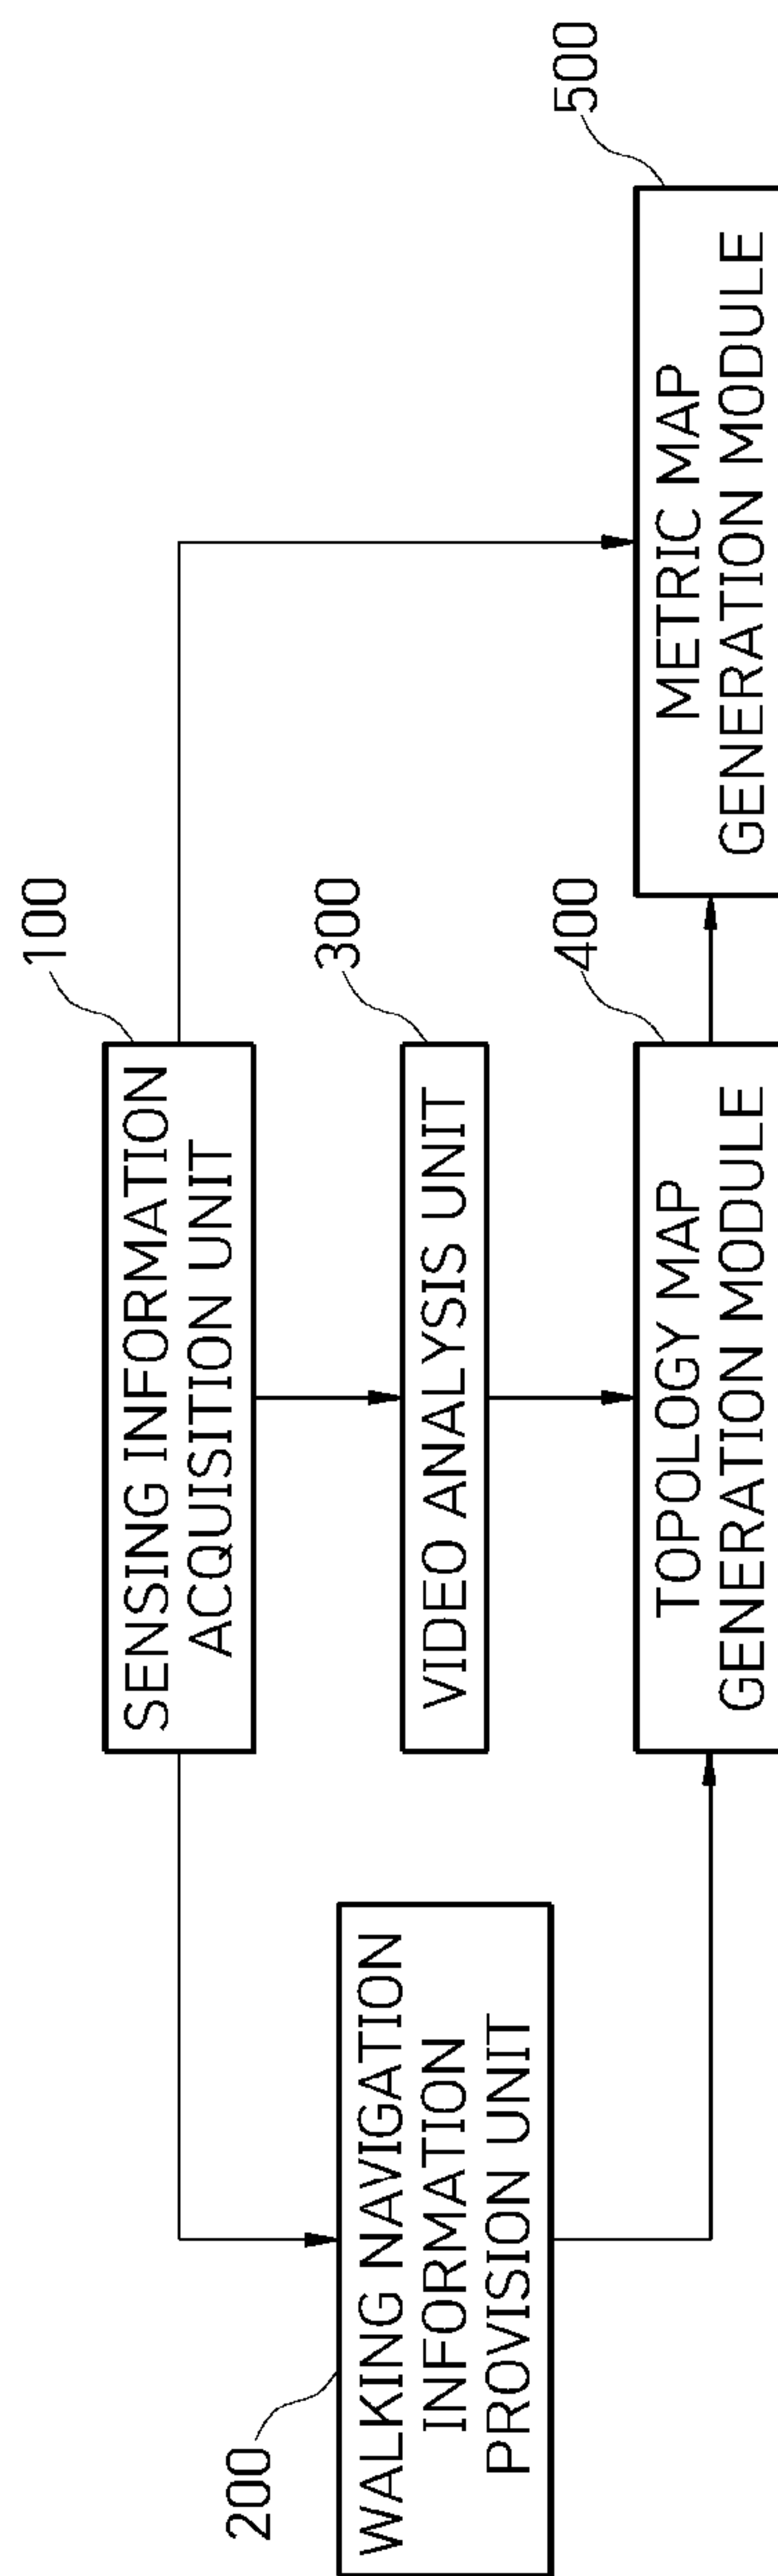 100
SENSING INFORMATION
ACQUISITION UNIT
200
WALKING NAVIGATION
INFORMATION
PROVISION UNIT
300
VIDEO ANALYSIS UNIT
400
TOPOLOGY MAP
GENERATION MODULE
500
METRIC MAP
GENERATION MODULE